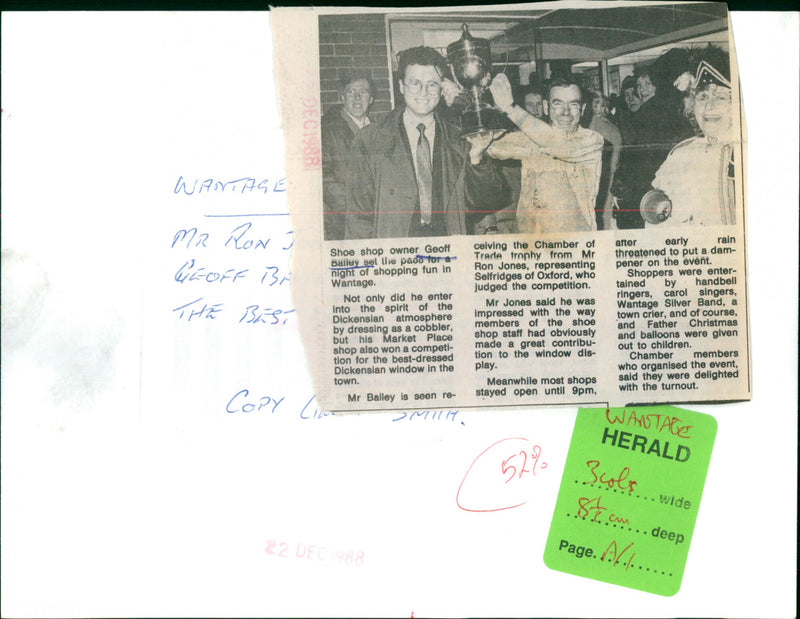 DEC 1988
WANTAGE
MR RON
GEOFF
THE BEST
COPY SMITH.
Shoe shop owner Geoff
Bailey set the pace for a
night of shopping fun in
Wantage.
Not only did he enter
into the spirit of the
Dickensian atmosphere
by dressing as a cobbler,
but his Market Place
shop also won a competi-
tion for the best-dressed
Dickensian window in the
town.
Mr Bailey is seen re-
ceiving the Chamber of
Trade trophy from Mr
Ron Jones, representing
Selfridges of Oxford, who
judged the competition.
Mr Jones said he was
impressed with the way
members of the shoe
shop staff had obviously
made a great contribu-
tion to the window dis-
play.
Meanwhile most shops
stayed open until 9pm,
after early rain
threatened to put a dam-
pener on the event.
Shoppers were enter-
tained by handbell
ringers, carol singers,
Wantage Silver Band, a
town crier, and of course,
and Father Christmas
and balloons were given
out to children.
Chamber members
who organised the event,
said they were delighted
with the turnout.
52%
WANTAGE
HERALD
3 cols wide
8½ cm deep
Page. A/1
22 DEC 1988